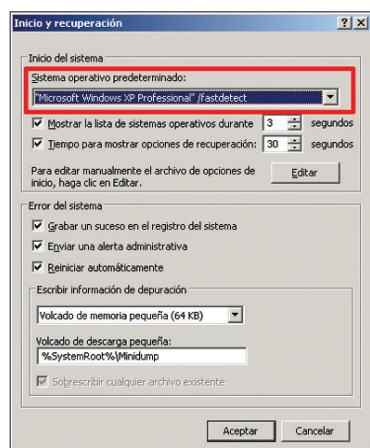 Inicio y recuperación
Inicio del sistema
Sistema operativo predeterminado:
"Microsoft Windows XP Professional" /fastdetect
Mostrar la lista de sistemas operativos durante 3 segundos
Tiempo para mostrar opciones de recuperación: 30 segundos
Para editar manualmente el archivo de opciones de
inicio, haga clic en Editar.
Editar
Error del sistema
Grabar un suceso en el registro del sistema
Enviar una alerta administrativa
Reiniciar automáticamente
Escribir información de depuración
Volcado de memoria pequeña (64 KB)
Volcado de descarga pequeña:
%SystemRoot%\Minidump
Sobrescribir cualquier archivo existente
Aceptar Cancelar